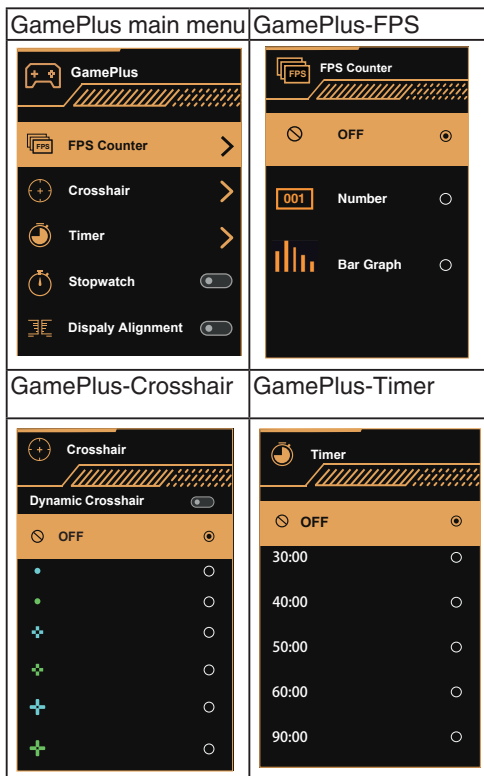 GamePlus main menu
GamePlus-FPS
GamePlus
FPS
FPS Counter
Crosshair
Timer
Stopwatch
Dispaly Alignment
FPS
FPS Counter
OFF
001
Number
Bar Graph
GamePlus-Crosshair
GamePlus-Timer
Crosshair
Dynamic Crosshair
OFF
Timer
OFF
30:00
40:00
50:00
60:00
90:00